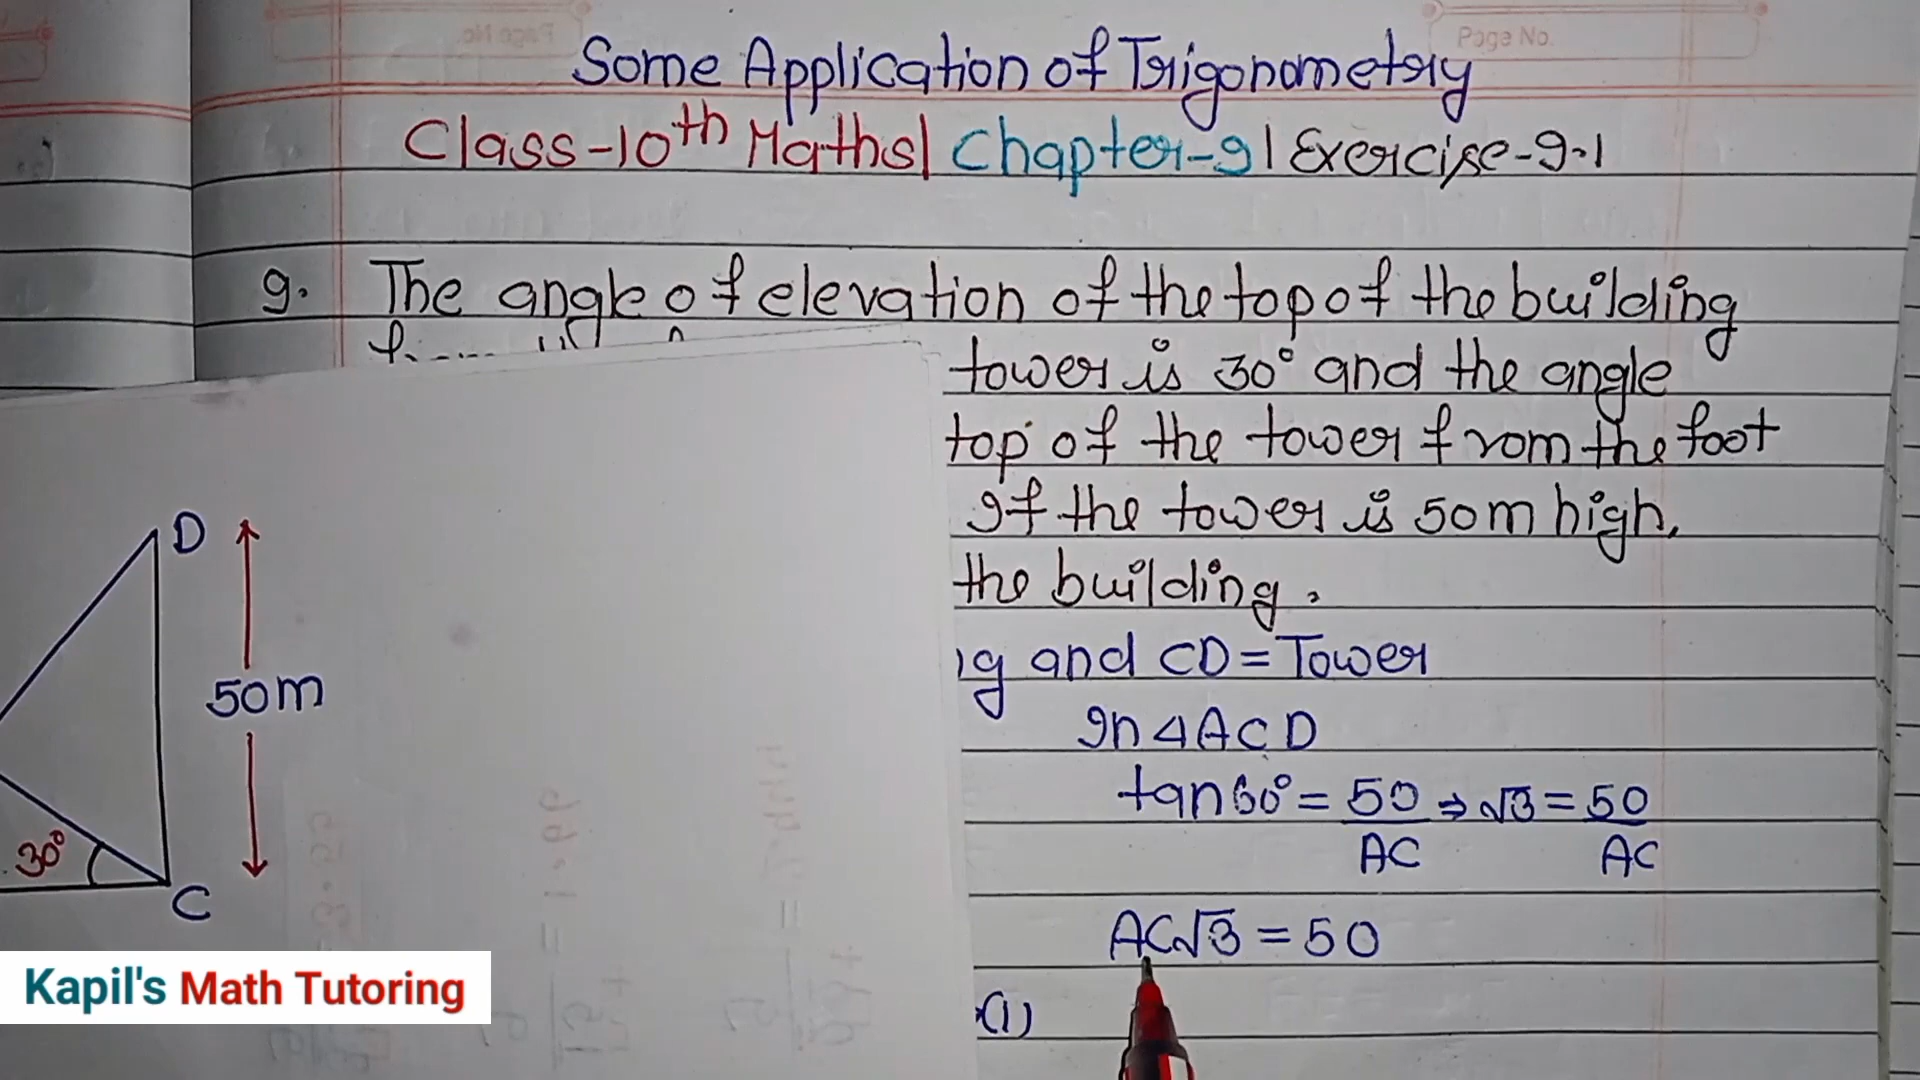 Page No.
Some Application of Trigonometry
Class-10th Maths| Chapter-9| Exercise-9.1
9. The angle of elevation of the top of the building
tower is 30° and the angle
top of the tower from the foot
If the tower is 50m high,
the building.
and CD = Tower
In ΔACD
tan60° = 50/AC ⇒ √3 = 50/AC
AC√3 = 50
(1)
D
50m
30°
C
Kapil's Math Tutoring